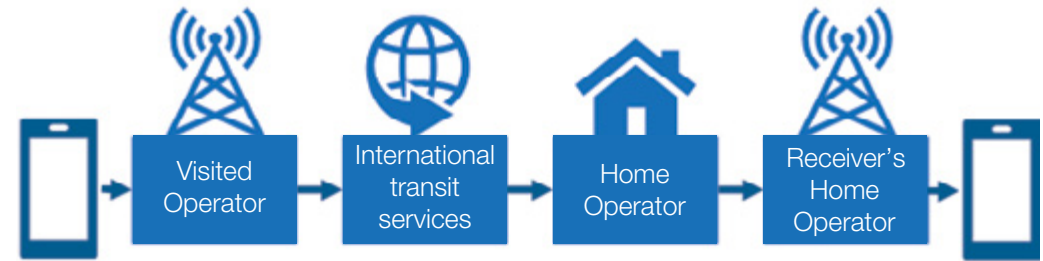 Visited
Operator
International
transit
services
Home
Operator
Receiver's
Home
Operator